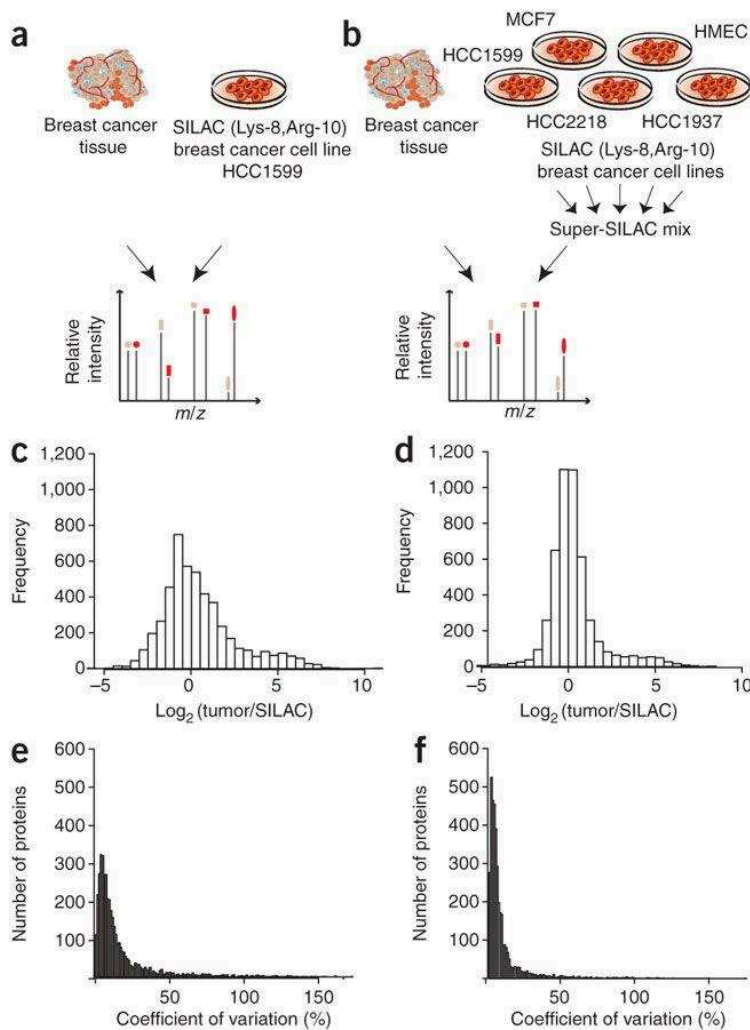 a
Breast cancer
tissue
SILAC (Lys-8,Arg-10)
breast cancer cell line
HCC1599
Relative
intensity
m/z
b
MCF7
HMEC
HCC1599
HCC2218
HCC1937
Breast cancer
tissue
SILAC (Lys-8,Arg-10)
breast cancer cell lines
Super-SILAC mix
Relative
intensity
m/z
c
Frequency
1,200
1,000
800
600
400
200
0
−5
0
5
10
Log2 (tumor/SILAC)
d
Frequency
1,200
1,000
800
600
400
200
0
−5
0
5
10
Log2 (tumor/SILAC)
e
Number of proteins
600
500
400
300
200
100
50
100
150
Coefficient of variation (%)
f
Number of proteins
600
500
400
300
200
100
50
100
150
Coefficient of variation (%)